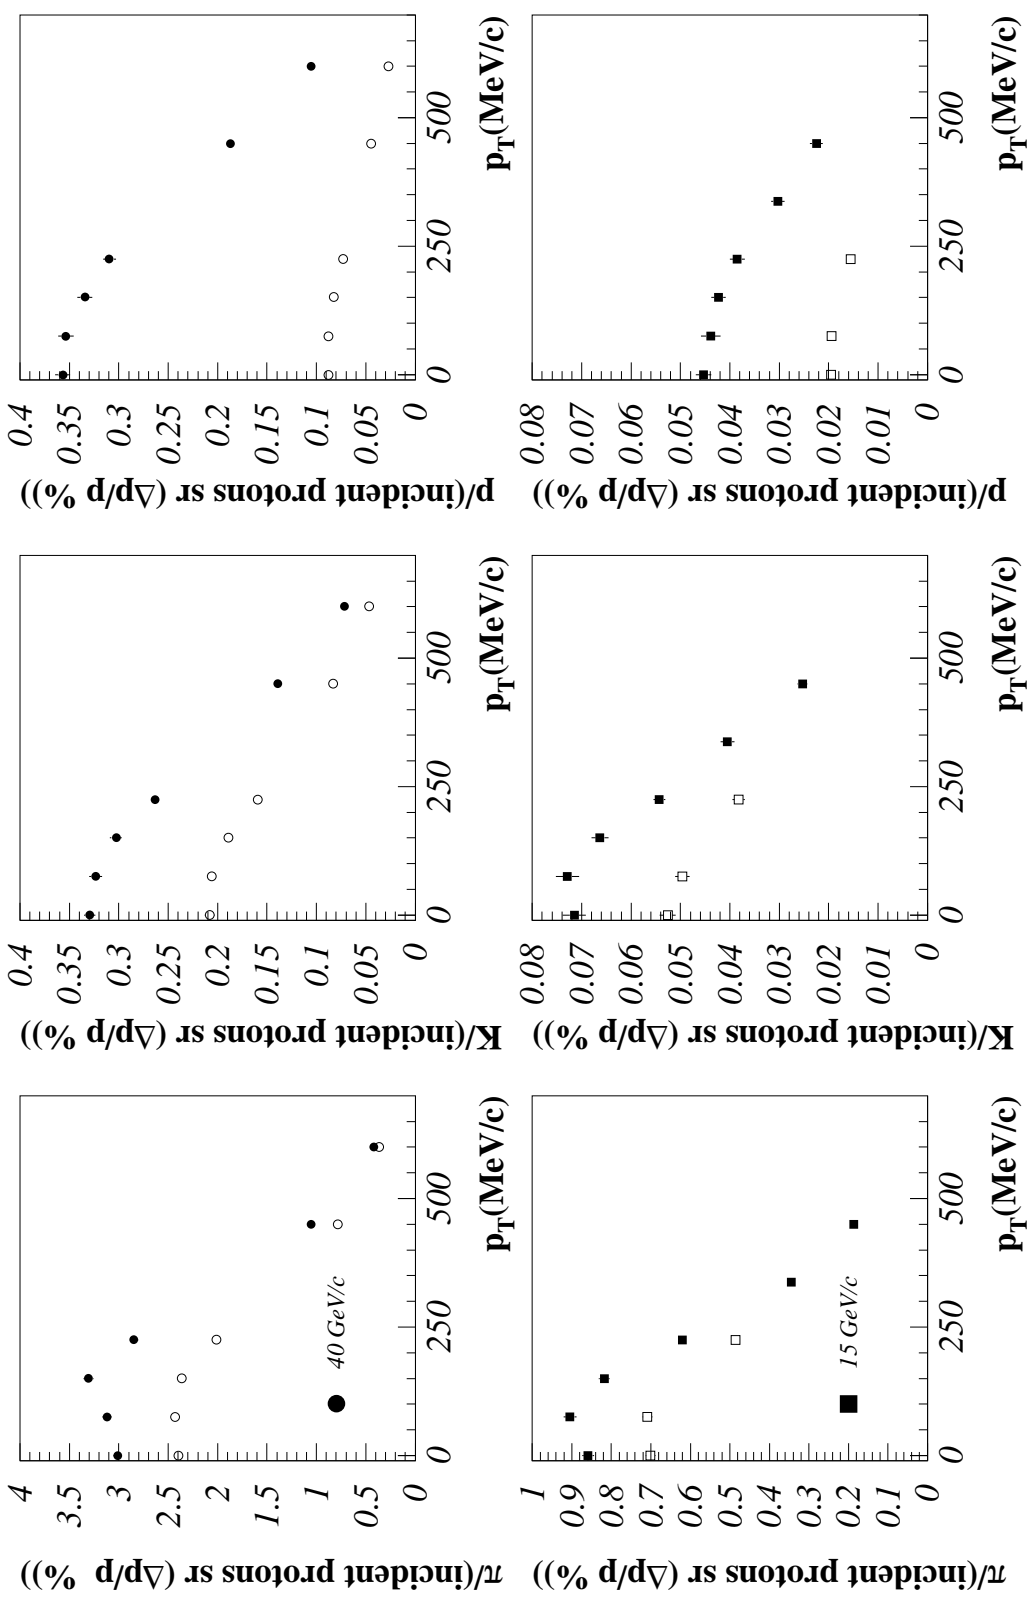 π/(incident protons sr (Δp/p %))
4
3.5
3
2.5
2
1.5
1
0.5
0
40 GeV/c
0 250 500
p_T(MeV/c)
K/(incident protons sr (Δp/p %))
0.4
0.35
0.3
0.25
0.2
0.15
0.1
0.05
0 250 500
p_T(MeV/c)
p/(incident protons sr (Δp/p %))
0.4
0.35
0.3
0.25
0.2
0.15
0.1
0.05
0
0 250 500
p_T(MeV/c)
π/(incident protons sr (Δp/p %))
1
0.9
0.8
0.7
0.6
0.5
0.4
0.3
0.2
0
15 GeV/c
0 250 500
p_T(MeV/c)
K/(incident protons sr (Δp/p %))
0.08
0.07
0.06
0.05
0.04
0.03
0.02
0.01
0
0 250 500
p_T(MeV/c)
p/(incident protons sr (Δp/p %))
0.08
0.07
0.06
0.05
0.04
0.03
0.02
0.01
0
0 250 500
p_T(MeV/c)